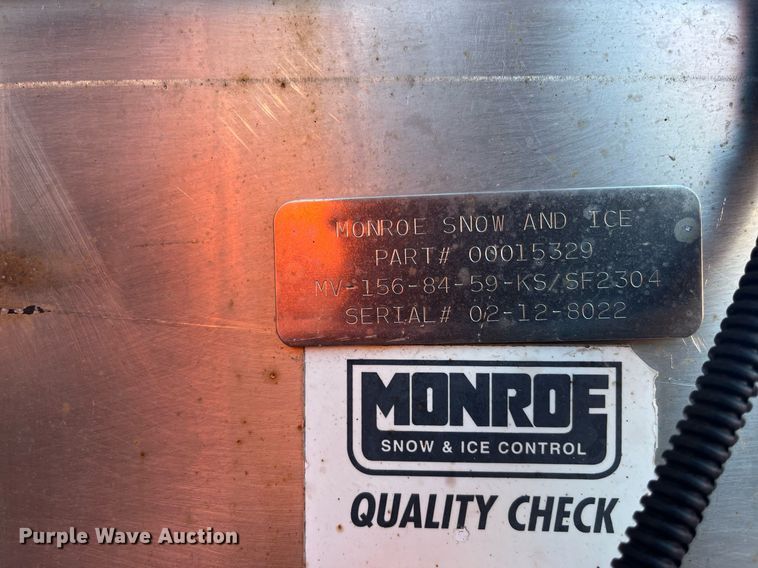 MONROE SNOW AND ICE
PART# 00015329
MV-156-84-59-KS/SF2304
SERIAL# 02-12-8022
MONROE
SNOW & ICE CONTROL
QUALITY CHECK
Purple Wave Auction